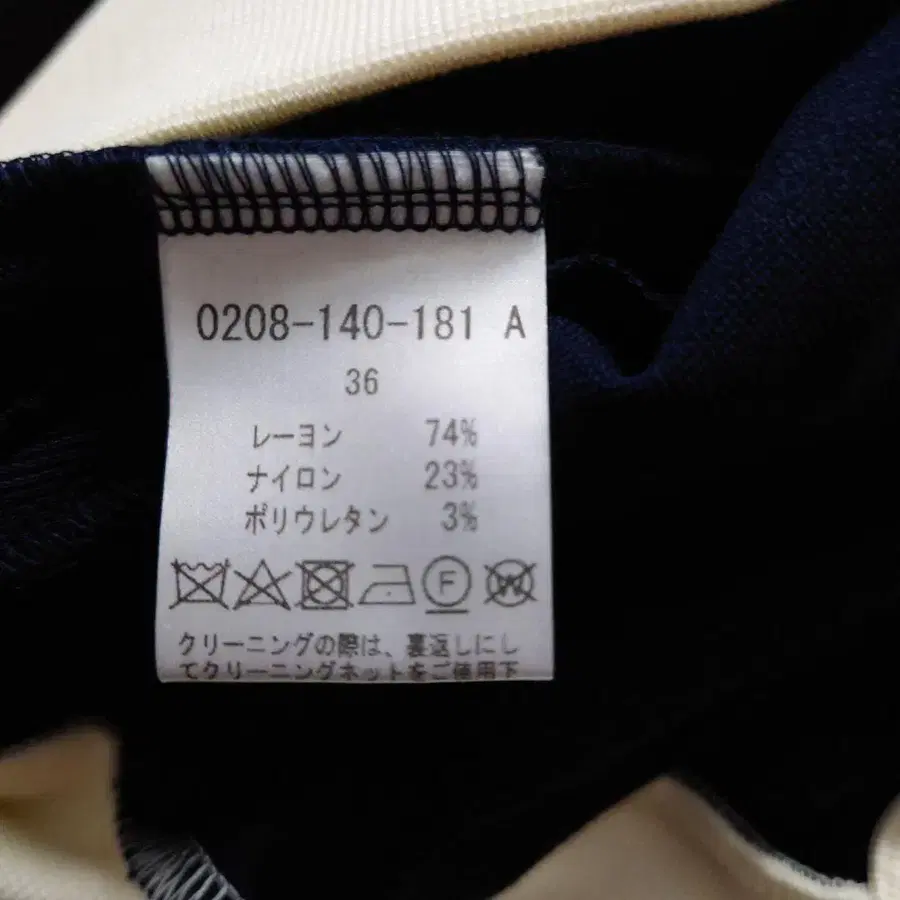 0208-140-181 A
36
レーヨン 74%
ナイロン 23%
ポリウレタン 3%
F W
クリーニングの際は、裏返しにし
てクリーニングネットをご使用下